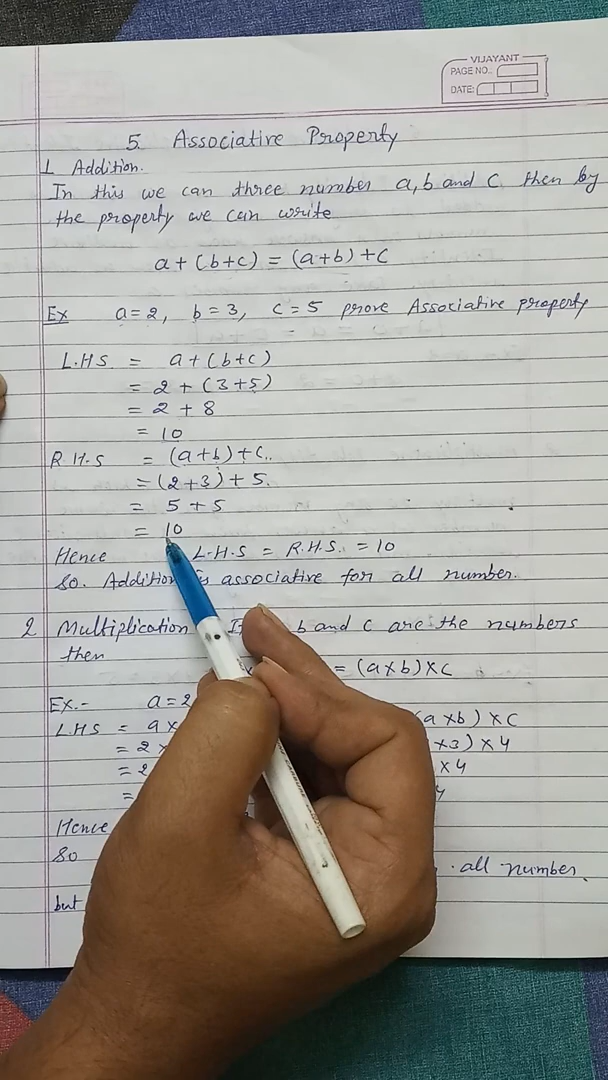 VIJAYANT
PAGE NO.
DATE:
5. Associative Property
1 Addition.
In this we can three number a, b and c then by
the property we can write
a + (b+c) = (a+b) + c
Ex a = 2, b = 3, c = 5 prove Associative property
L.H.S. = a + (b+c)
= 2 + (3+5)
= 2 + 8
= 10
R.H.S = (a+b) + c.
= (2+3) + 5.
= 5 + 5
= 10
Hence L.H.S = R.H.S. = 10
So. Addition is associative for all number.
2 Multiplication b and c are the numbers
then = (a×b)×c
Ex.- a = 2
LHS = a × (a×b) × c
= 2 × ×3) × 4
= 2 × 4
=
Hence
So all number.
but